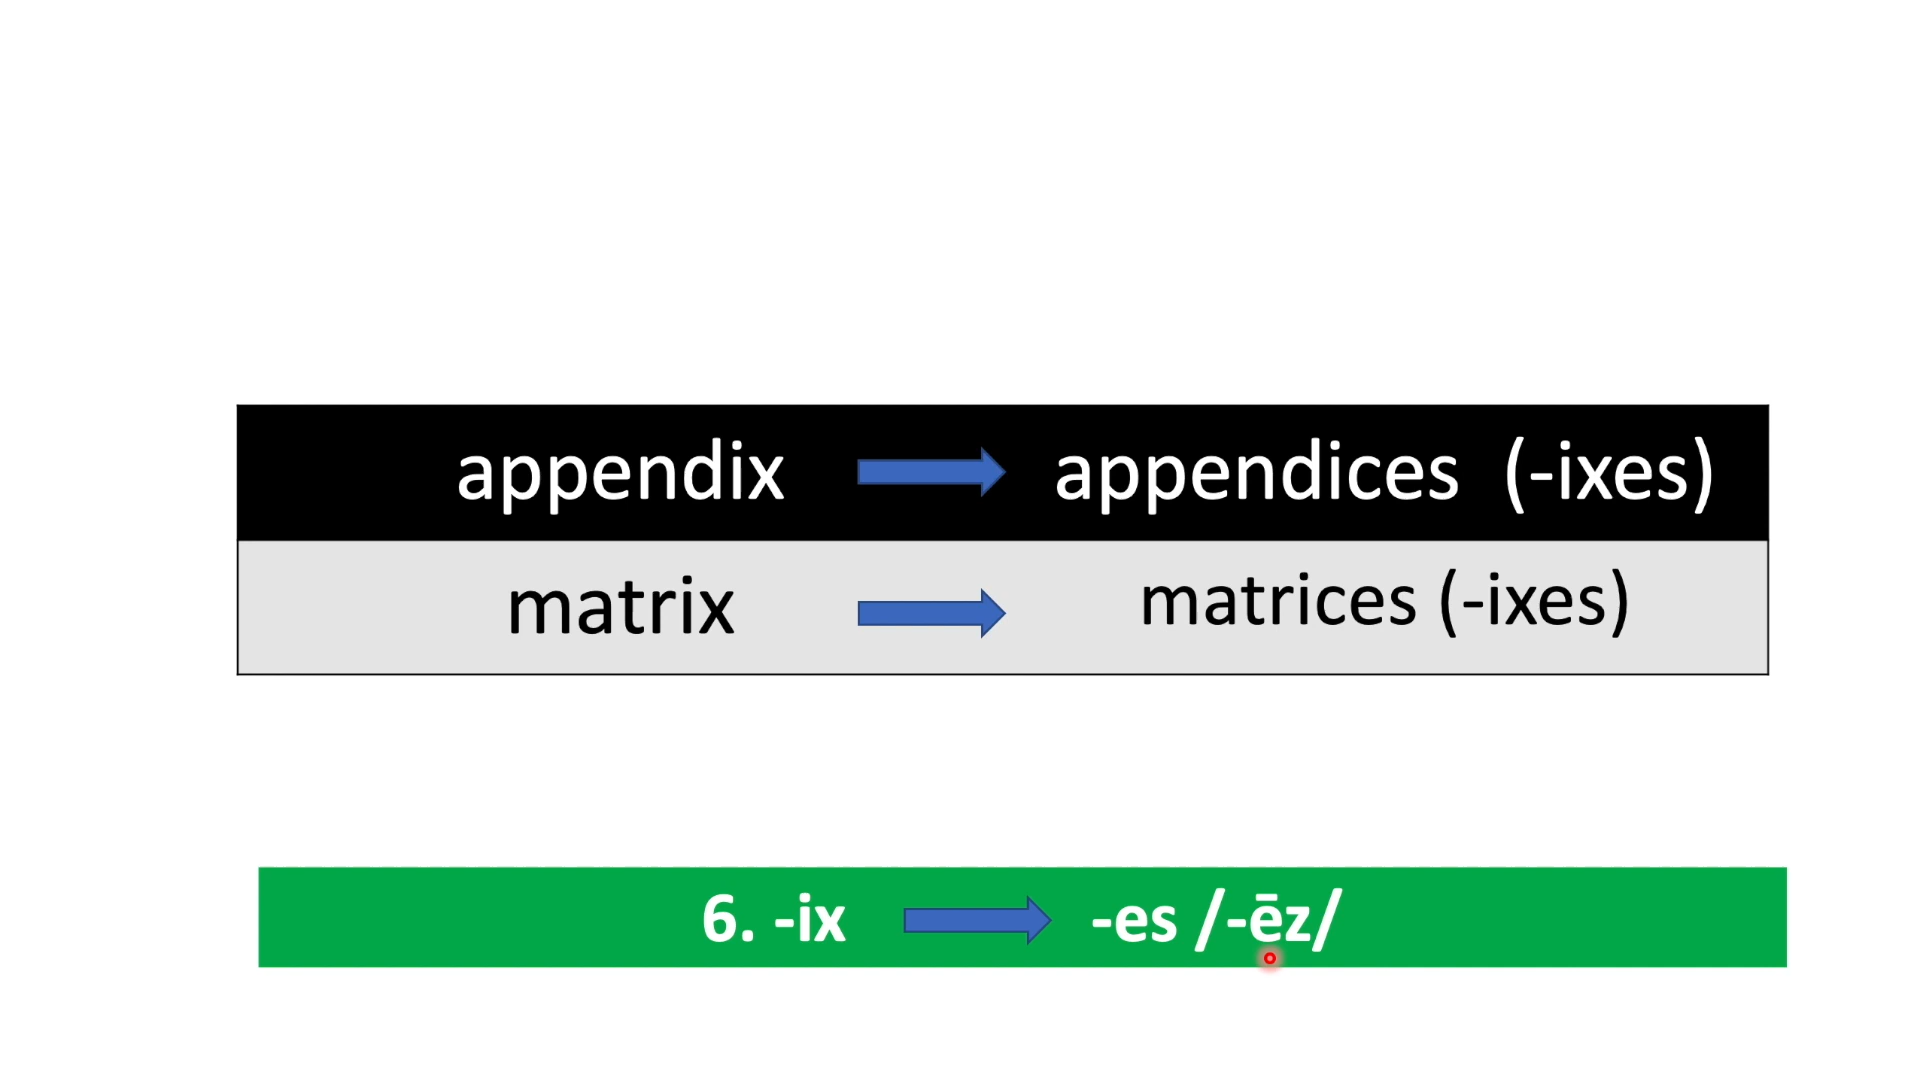 appendix appendices (-ixes)
matrix matrices (-ixes)
6. -ix -es /-ēz/